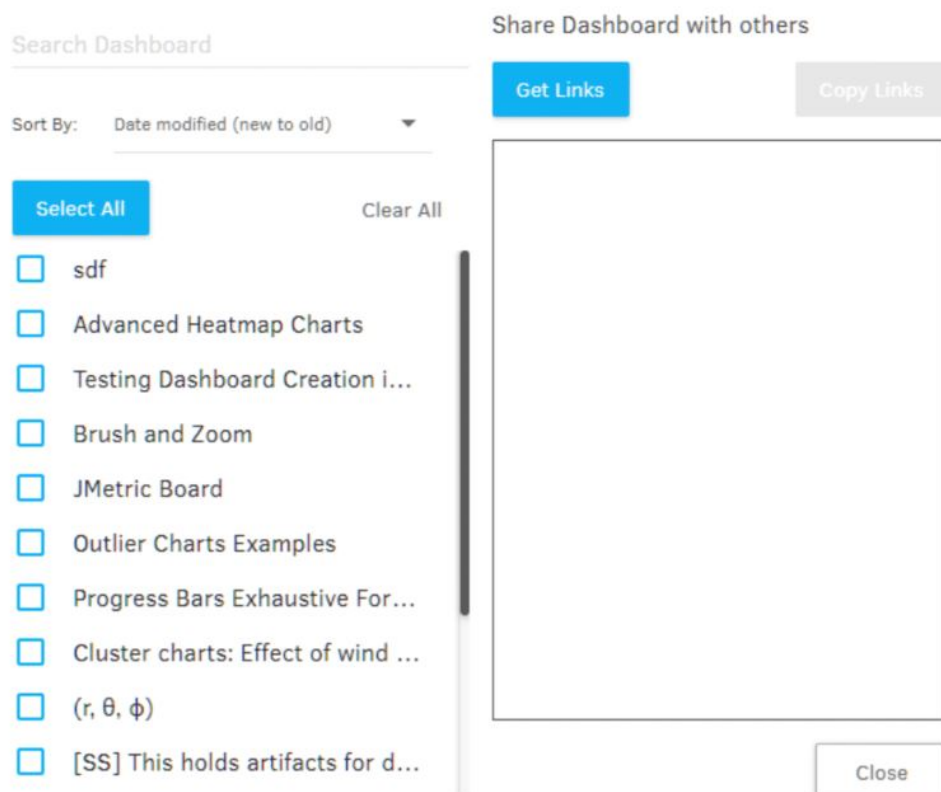 Search Dashboard
Sort By: Date modified (new to old)
Select All Clear All
sdf
Advanced Heatmap Charts
Testing Dashboard Creation i...
Brush and Zoom
JMetric Board
Outlier Charts Examples
Progress Bars Exhaustive For...
Cluster charts: Effect of wind ...
(r, θ, ϕ)
[SS] This holds artifacts for d...
Share Dashboard with others
Get Links Copy Links
Close